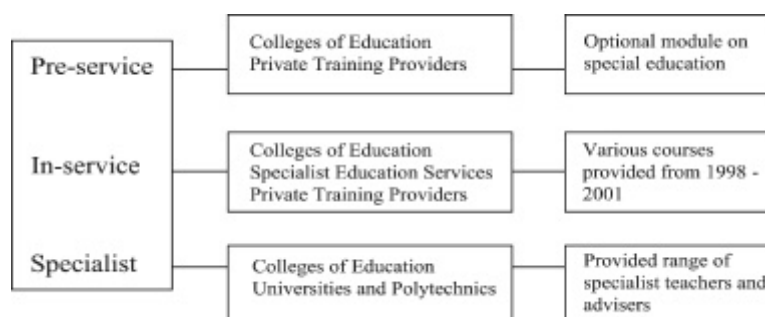 Pre-service
Colleges of Education
Private Training Providers
Optional module on
special education
In-service
Colleges of Education
Specialist Education Services
Private Training Providers
Various courses
provided from 1998 -
2001
Specialist
Colleges of Education
Universities and Polytechnics
Provided range of
specialist teachers and
advisers